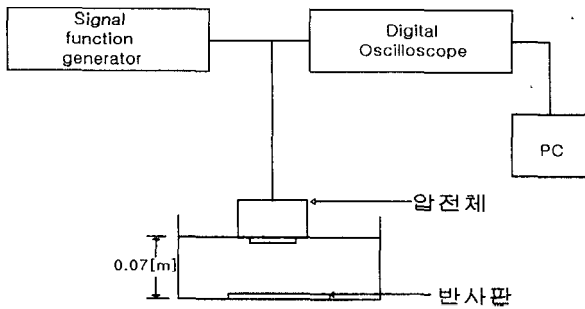 Signal
function
generator
Digital
Oscilloscope
PC
압전체
0.07[m]
반사판